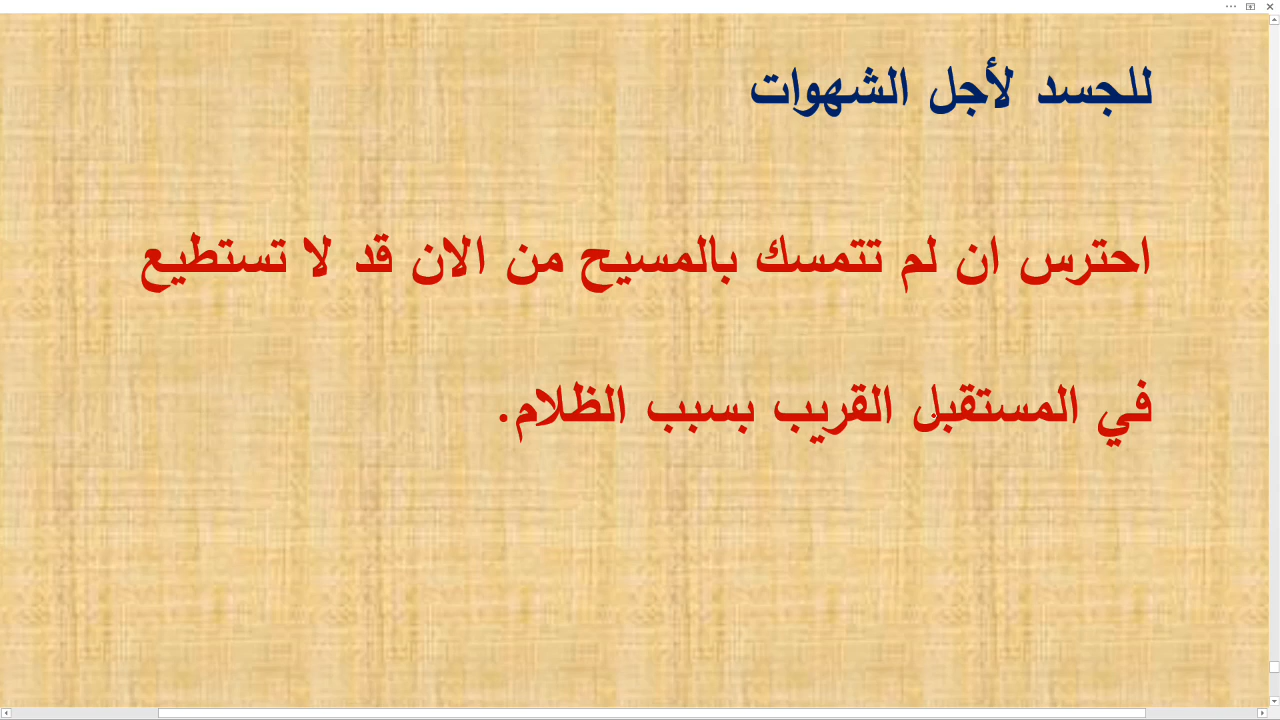 للجسد لأجل الشهوات
احترس ان لم تتمسك بالمسيح من الان قد لا تستطيع
في المستقبل القريب بسبب الظلام.